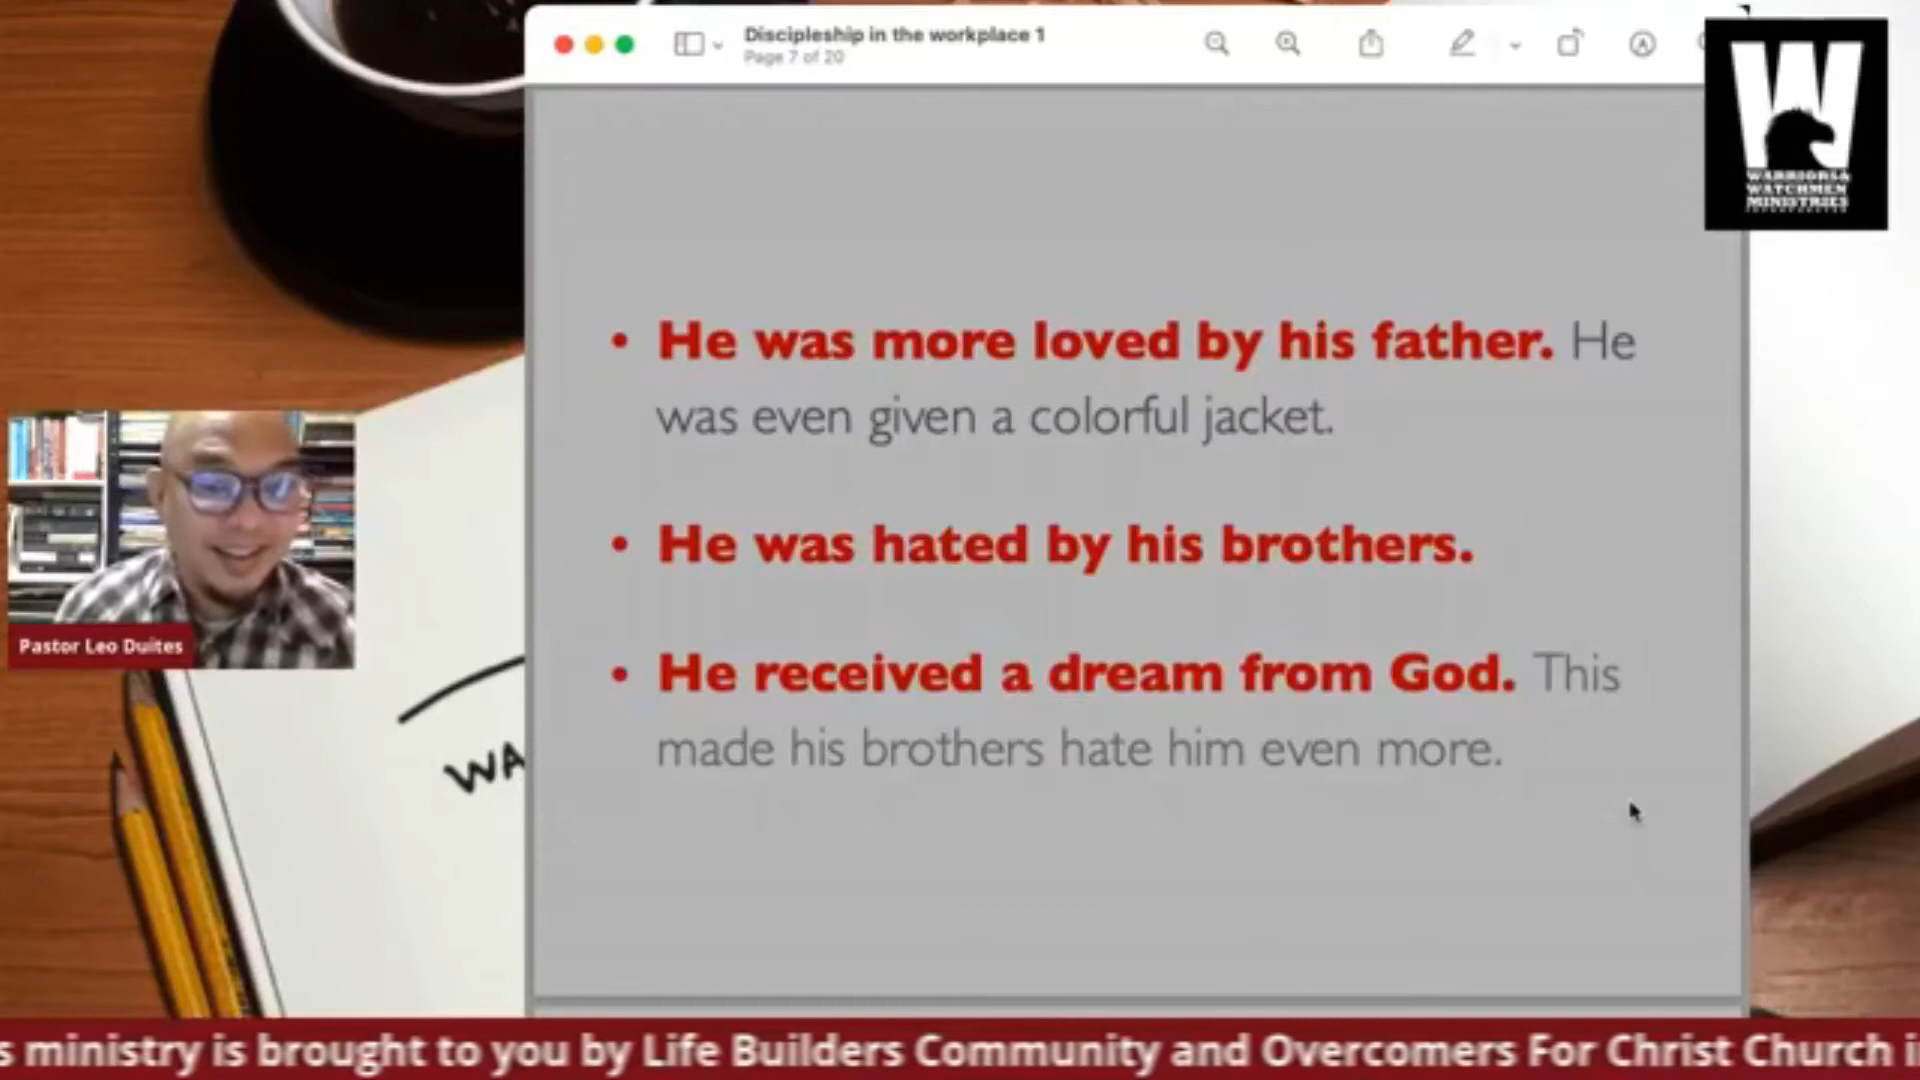 Discipleship in the workplace 1
Page 7 of 20
W
WARRIORS &
WATCHMEN
MINISTRIES
• He was more loved by his father. He
was even given a colorful jacket.
• He was hated by his brothers.
• He received a dream from God. This
made his brothers hate him even more.
Pastor Leo Duites
WA
s ministry is brought to you by Life Builders Community and Overcomers For Christ Church i